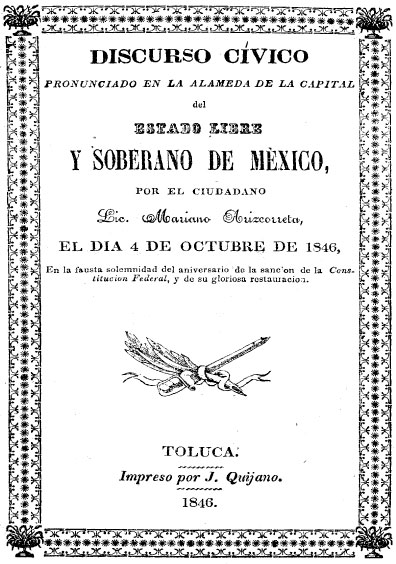 DISCURSO CÍVICO
PRONUNCIADO EN LA ALAMEDA DE LA CAPITAL
del
ESTADO LIBRE
Y SOBERANO DE MÈXICO,
POR EL CIUDADANO
Lic. Mariano Arizcorreta,
EL DIA 4 DE OCTUBRE DE 1846,
En la fausta solemnidad del aniversario de la sancion de la Cons-
titucion Federal, y de su gloriosa restauracion.
TOLUCA:
Impreso por J. Quijano.
1846.